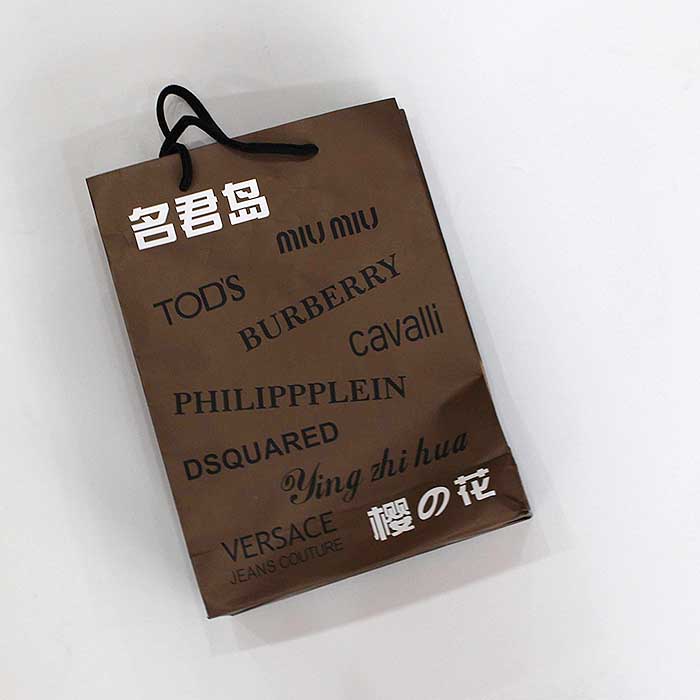 名君岛
MIU MIU
TOD'S
BURBERRY
cavalli
PHILIPPPLEIN
DSQUARED
Ying zhi hua
樱の花
VERSACE
JEANS COUTURE